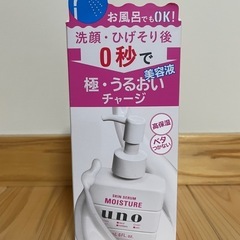 お風呂でもOK!
洗顔・ひげそり後
0秒で
美容液
極・うるおい
チャージ
高保湿
ベタ
つかない
SKIN SERUM
MOISTURE
uno